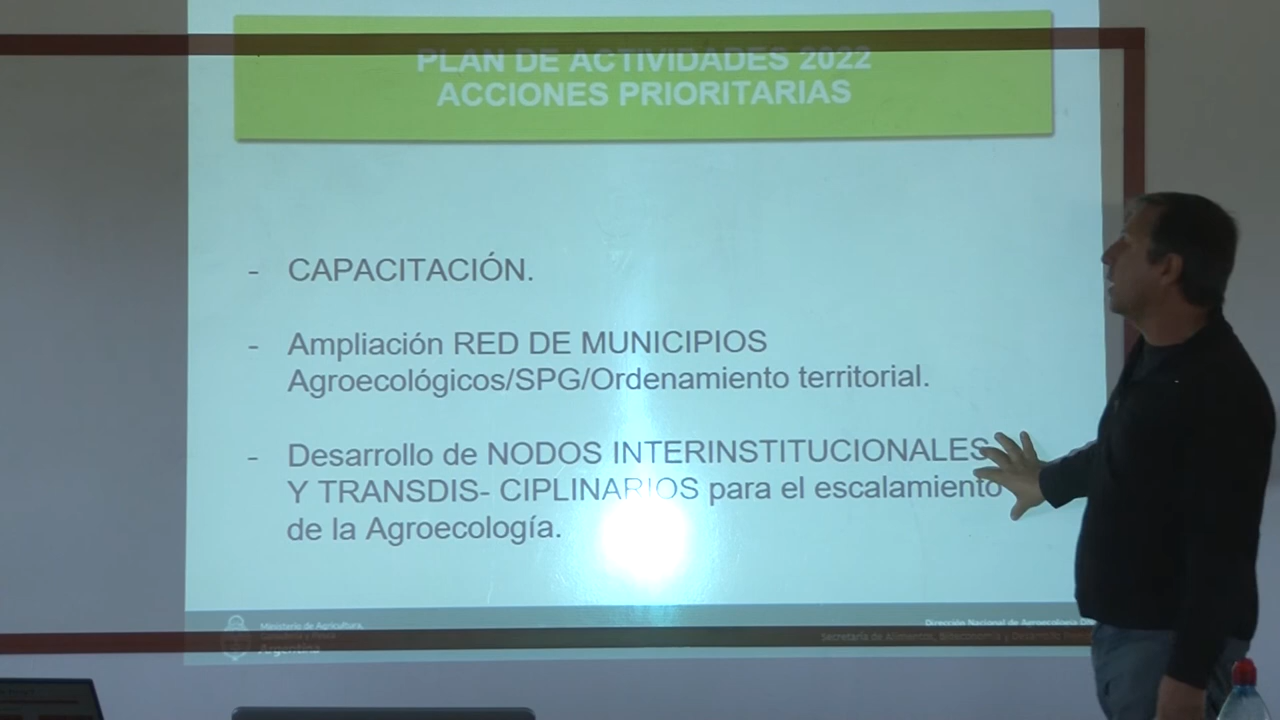 PLAN DE ACTIVIDADES 2022
ACCIONES PRIORITARIAS
- CAPACITACIÓN.
- Ampliación RED DE MUNICIPIOS
Agroecológicos/SPG/Ordenamiento territorial.
- Desarrollo de NODOS INTERINSTITUCIONALES
Y TRANSDIS- CIPLINARIOS para el escalamiento
de la Agroecología.
Ministerio de Agricultura,
Ganadería y Pesca
Argentina
Dirección Nacional de Agroecología
Secretaría de Alimentos, Bioeconomía y Desarrollo